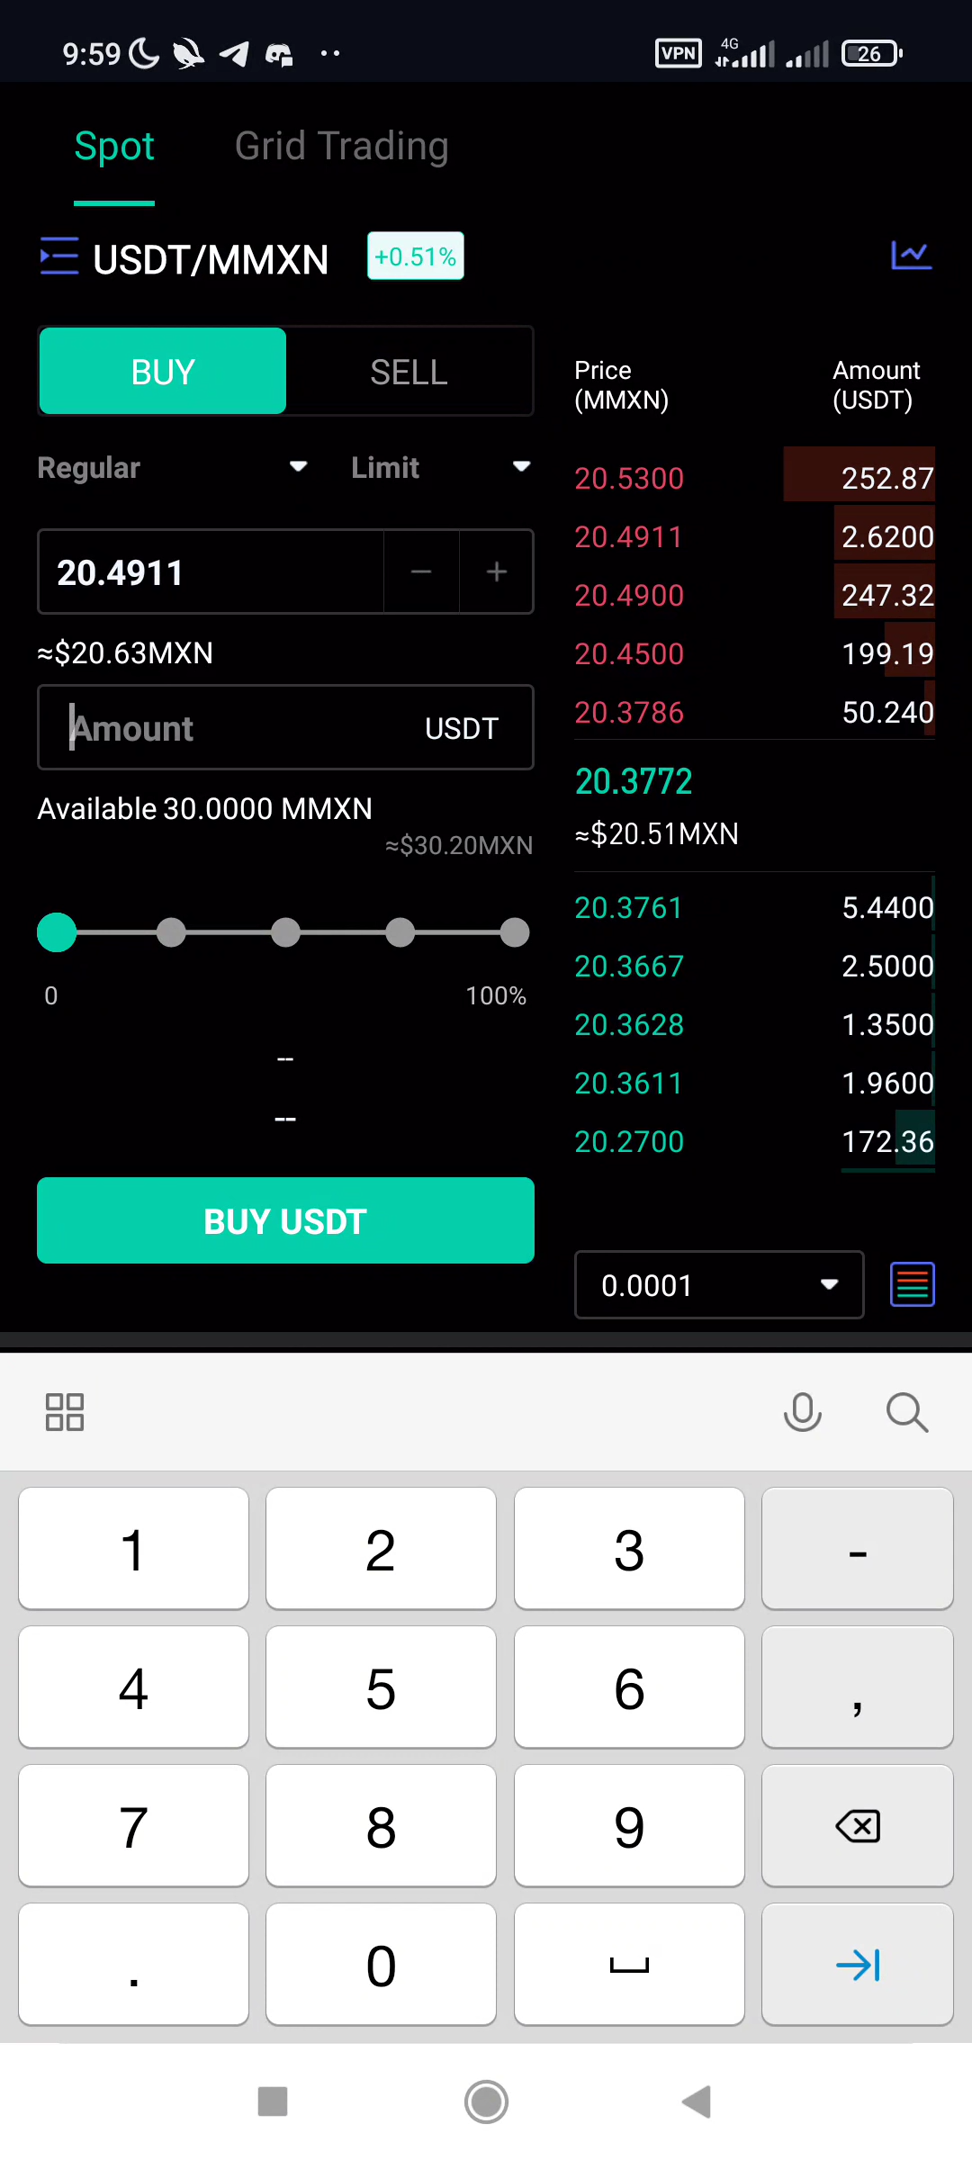 9:59
VPN 4G 26
Spot Grid Trading
USDT/MMXN +0.51%
BUY SELL
Regular Limit
20.4911 − +
≈$20.63MXN
Amount USDT
Available 30.0000 MMXN
≈$30.20MXN
0 100%
--
--
BUY USDT
Price (MMXN) Amount (USDT)
20.5300 252.87
20.4911 2.6200
20.4900 247.32
20.4500 199.19
20.3786 50.240
20.3772
≈$20.51MXN
20.3761 5.4400
20.3667 2.5000
20.3628 1.3500
20.3611 1.9600
20.2700 172.36
0.0001
1 2 3 -
4 5 6 ,
7 8 9
. 0